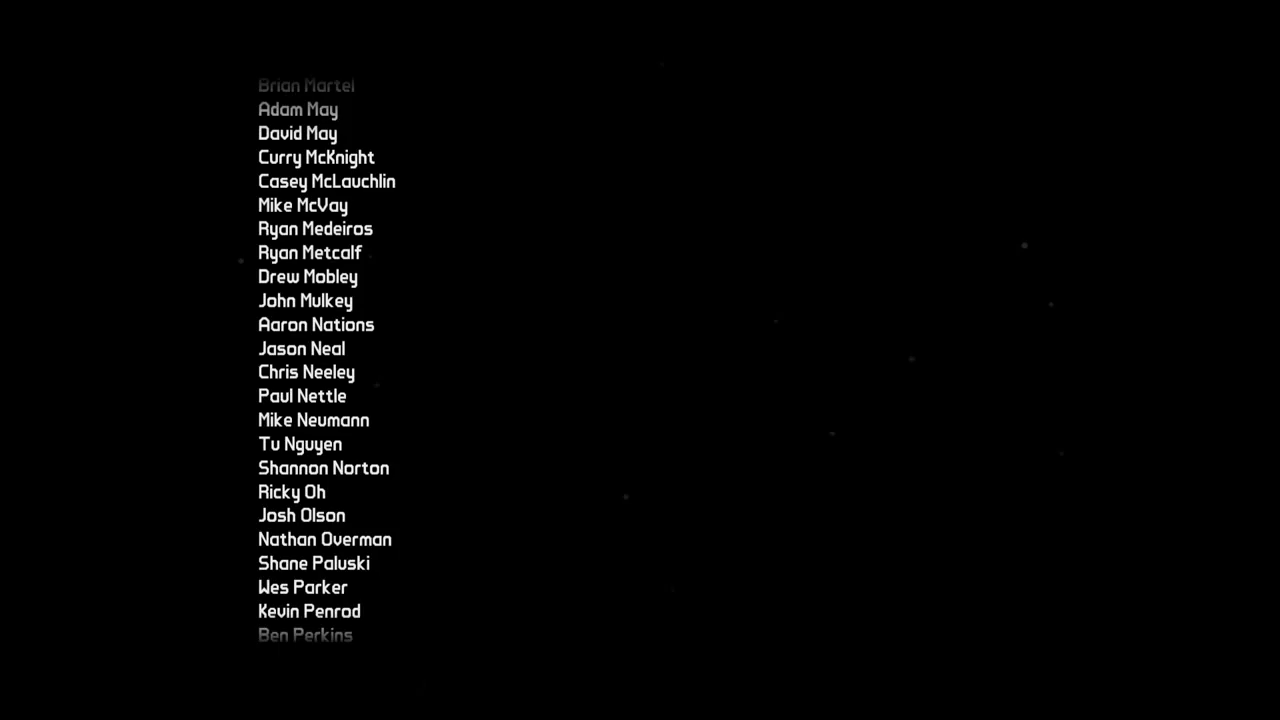 Brian Martel
Adam May
David May
Curry McKnight
Casey McLauchlin
Mike McVay
Ryan Medeiros
Ryan Metcalf
Drew Mobley
John Mulkey
Aaron Nations
Jason Neal
Chris Neeley
Paul Nettle
Mike Neumann
Tu Nguyen
Shannon Norton
Ricky Oh
Josh Olson
Nathan Overman
Shane Paluski
Wes Parker
Kevin Penrod
Ben Perkins